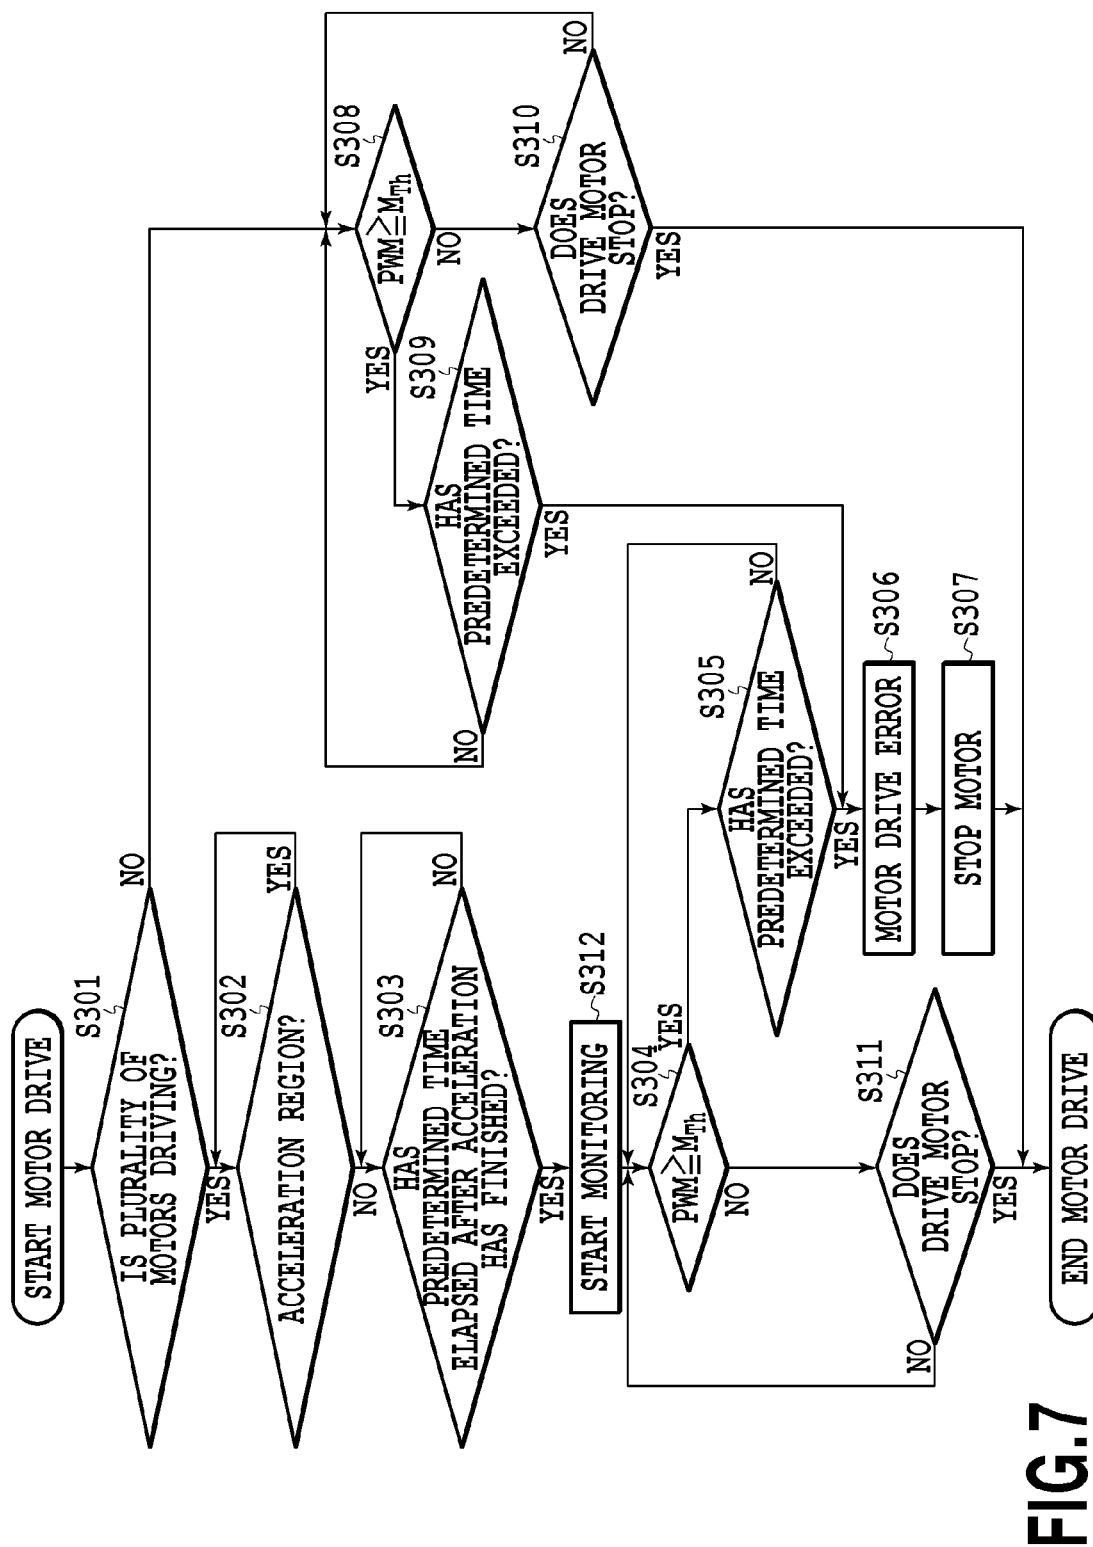 START MOTOR DRIVE
S301
IS PLURALITY OF
MOTORS DRIVING?
NO
YES
S302
ACCELERATION REGION?
YES
NO
S303
HAS
PREDETERMINED TIME
ELAPSED AFTER ACCELERATION
HAS FINISHED?
NO
YES
START MONITORING
S312
S304
PWM≧MTh
YES
NO
S305
HAS
PREDETERMINED TIME
EXCEEDED?
NO
YES
MOTOR DRIVE ERROR
S306
STOP MOTOR
S307
S308
PWM≧MTh
YES
NO
S309
HAS
PREDETERMINED TIME
EXCEEDED?
NO
YES
S310
DOES
DRIVE MOTOR
STOP?
NO
YES
S311
DOES
DRIVE MOTOR
STOP?
NO
YES
END MOTOR DRIVE
FIG.7